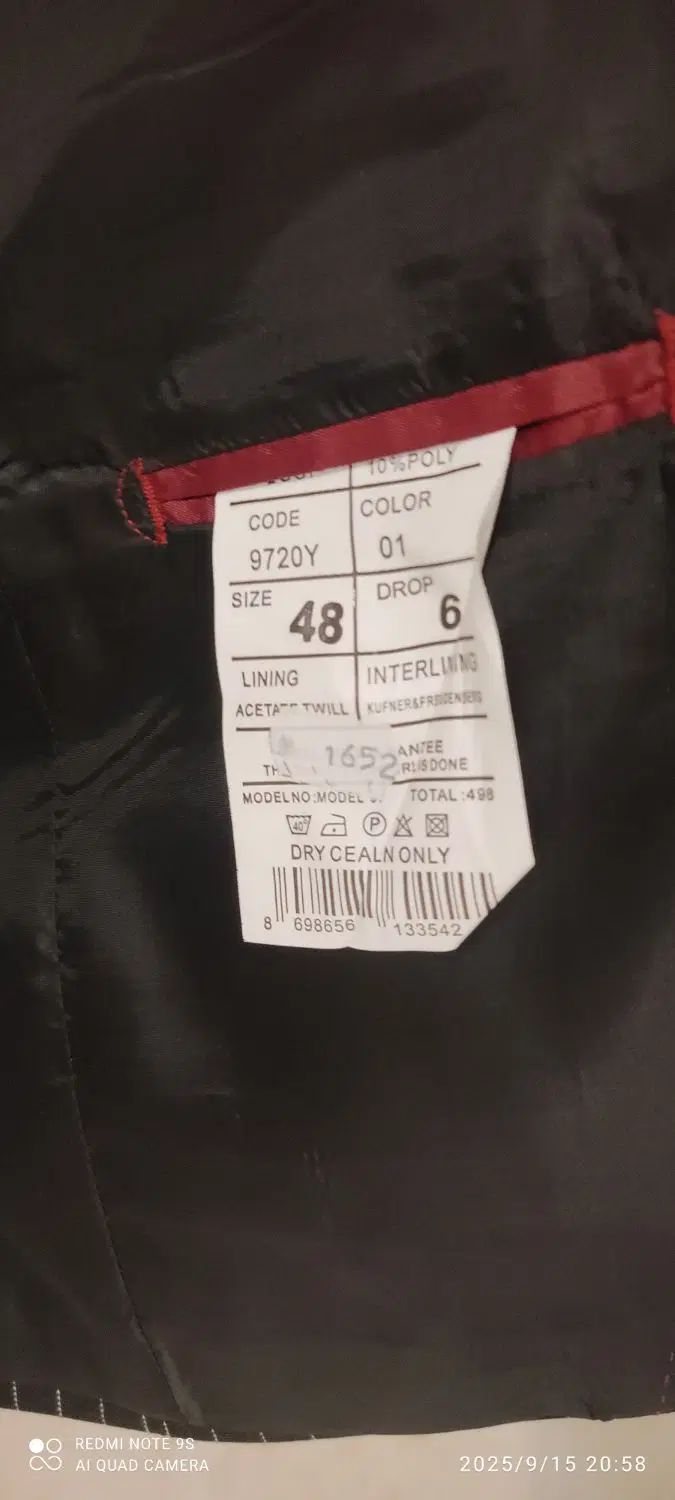 10%POLY
CODE COLOR
9720Y 01
SIZE DROP
48 6
LINING INTERLINING
TWILL
1652
MODELNO:MODEL TOTAL:498
40° P
DRY CEALN ONLY
8 698656 133542
REDMI NOTE 9S
AI QUAD CAMERA
2025/9/15 20:58